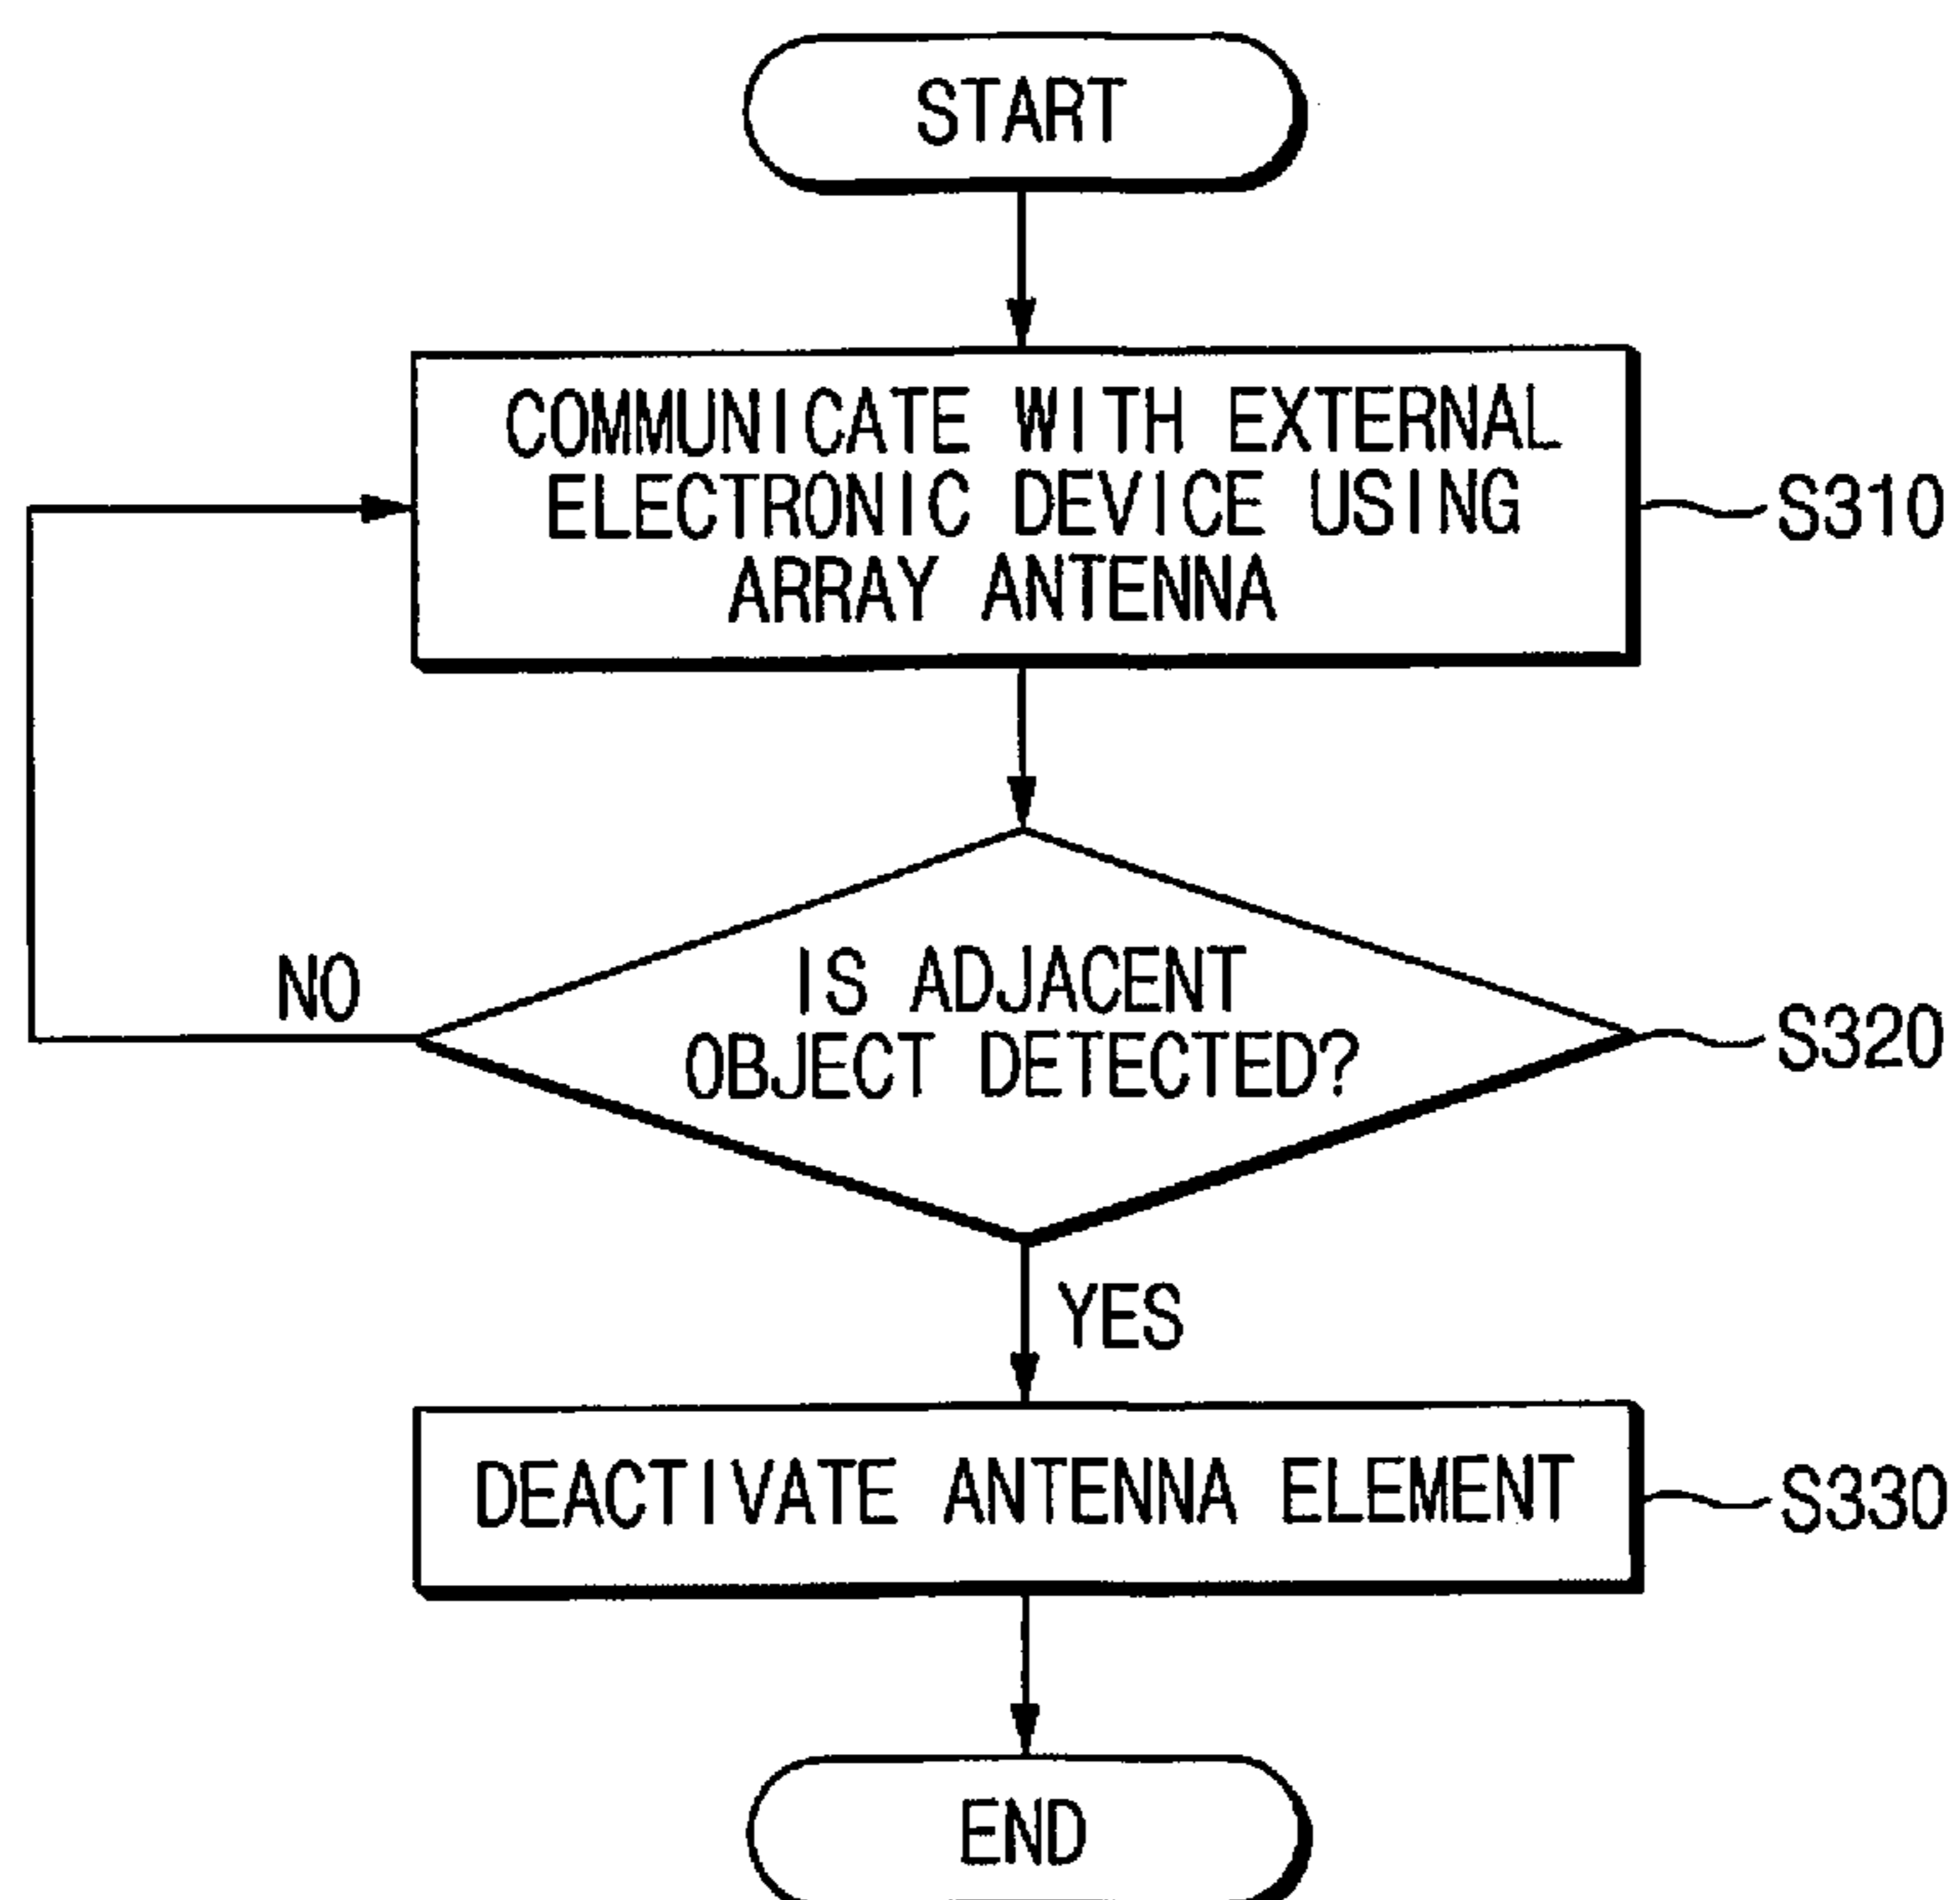 START
COMMUNICATE WITH EXTERNAL
ELECTRONIC DEVICE USING
ARRAY ANTENNA
S310
IS ADJACENT
OBJECT DETECTED?
S320
NO
YES
DEACTIVATE ANTENNA ELEMENT
S330
END